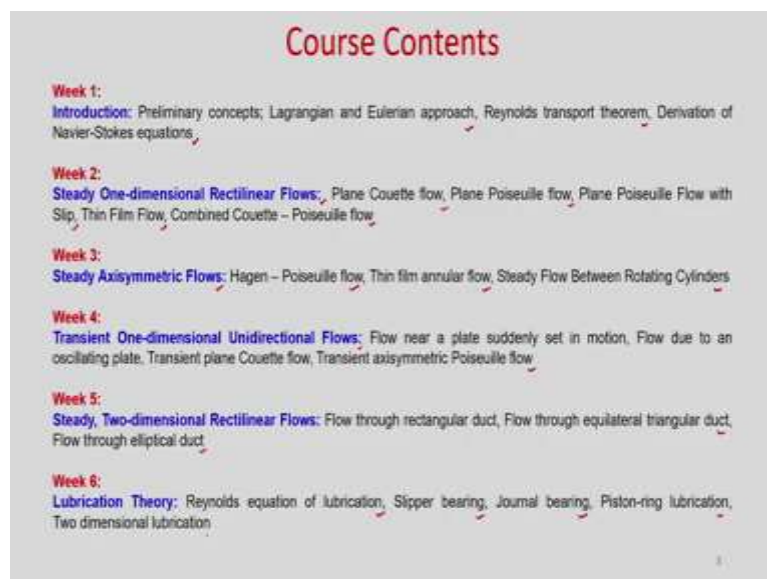 Course Contents
Week 1:
Introduction: Preliminary concepts; Lagrangian and Eulerian approach, Reynolds transport theorem, Derivation of
Navier-Stokes equations
Week 2:
Steady One-dimensional Rectilinear Flows: Plane Couette flow, Plane Poiseuille flow, Plane Poiseuille Flow with
Slip, Thin Film Flow, Combined Couette – Poiseuille flow
Week 3:
Steady Axisymmetric Flows: Hagen – Poiseuille flow, Thin film annular flow, Steady Flow Between Rotating Cylinders
Week 4:
Transient One-dimensional Unidirectional Flows: Flow near a plate suddenly set in motion, Flow due to an
oscillating plate, Transient plane Couette flow, Transient axisymmetric Poiseuille flow
Week 5:
Steady, Two-dimensional Rectilinear Flows: Flow through rectangular duct, Flow through equilateral triangular duct,
Flow through elliptical duct
Week 6:
Lubrication Theory: Reynolds equation of lubrication, Slipper bearing, Journal bearing, Piston-ring lubrication,
Two dimensional lubrication